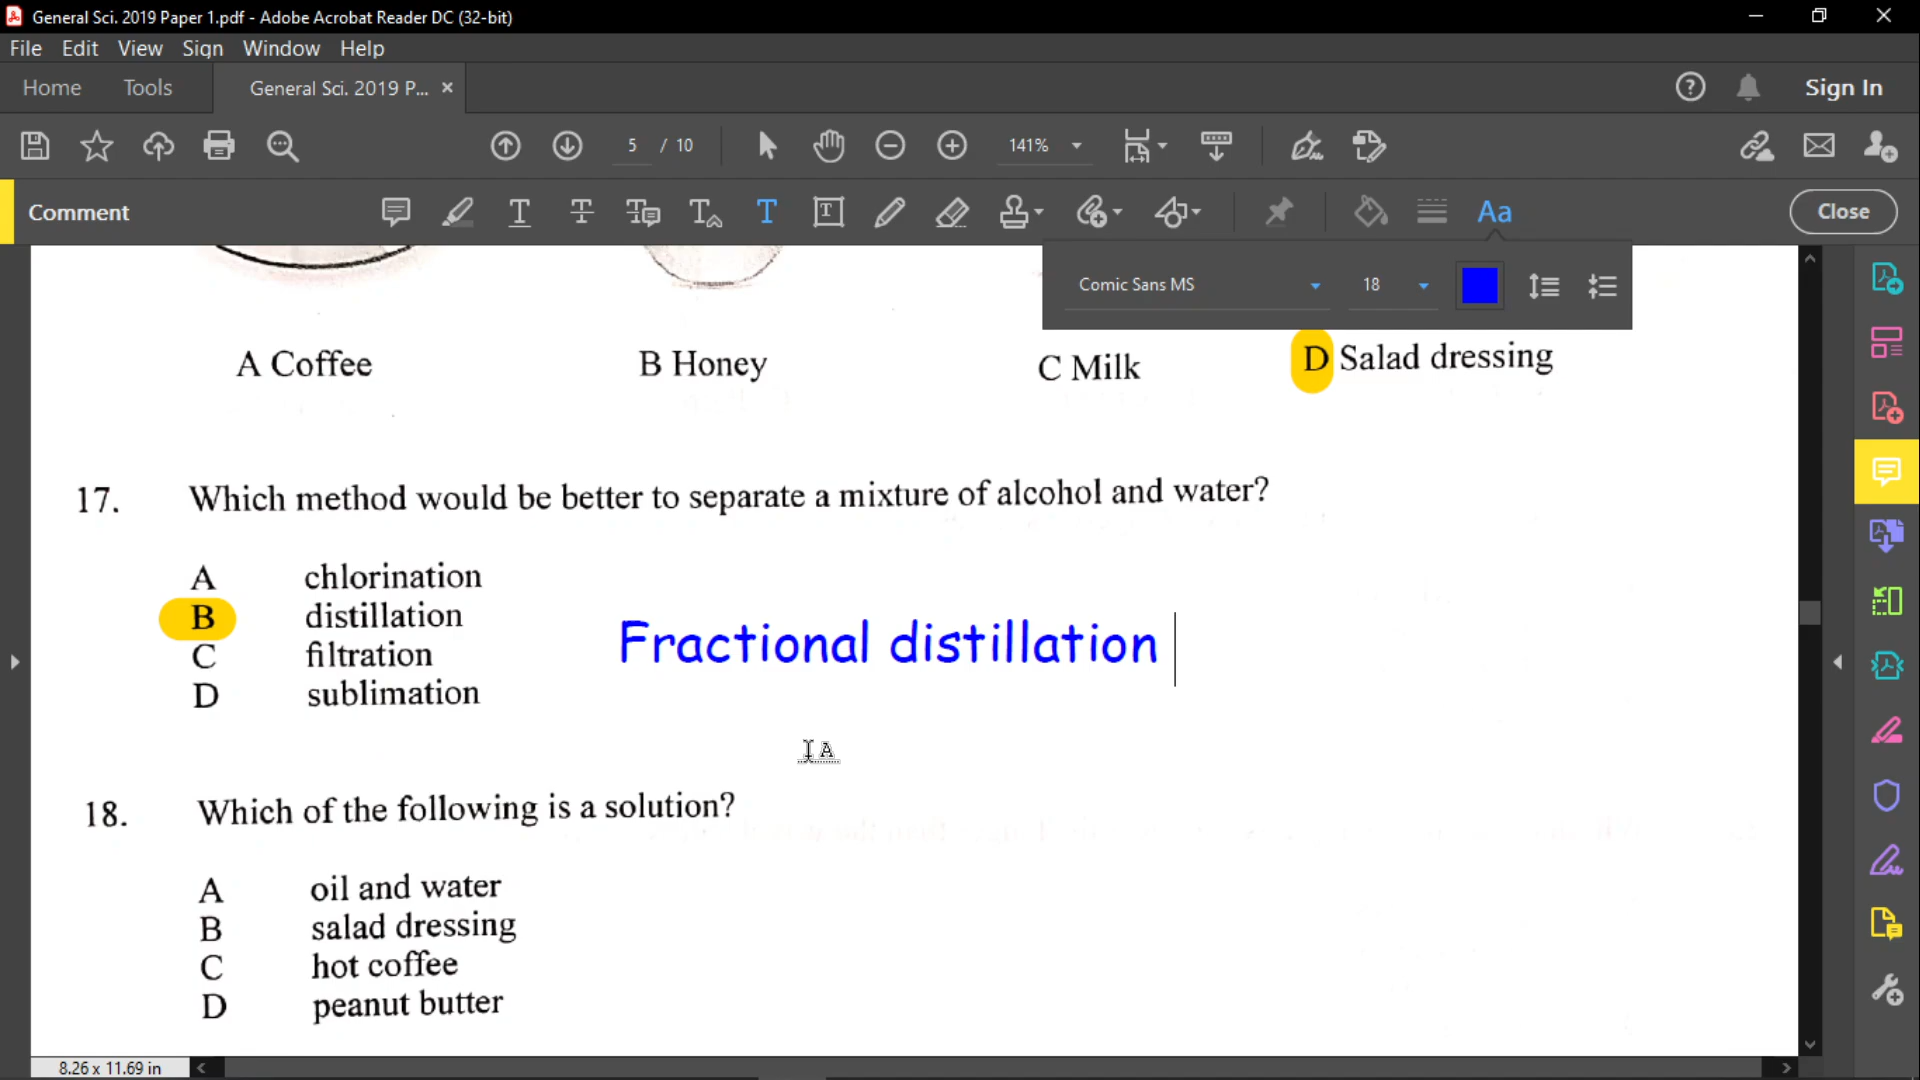 General Sci. 2019 Paper 1.pdf - Adobe Acrobat Reader DC (32-bit)
File Edit View Sign Window Help
Home Tools General Sci. 2019 P... × Sign In
5 / 10 141%
Comment Close
Comic Sans MS 18
A Coffee B Honey C Milk D Salad dressing
17. Which method would be better to separate a mixture of alcohol and water?
A chlorination
B distillation
C filtration
D sublimation
Fractional distillation
18. Which of the following is a solution?
A oil and water
B salad dressing
C hot coffee
D peanut butter
8.26 x 11.69 in